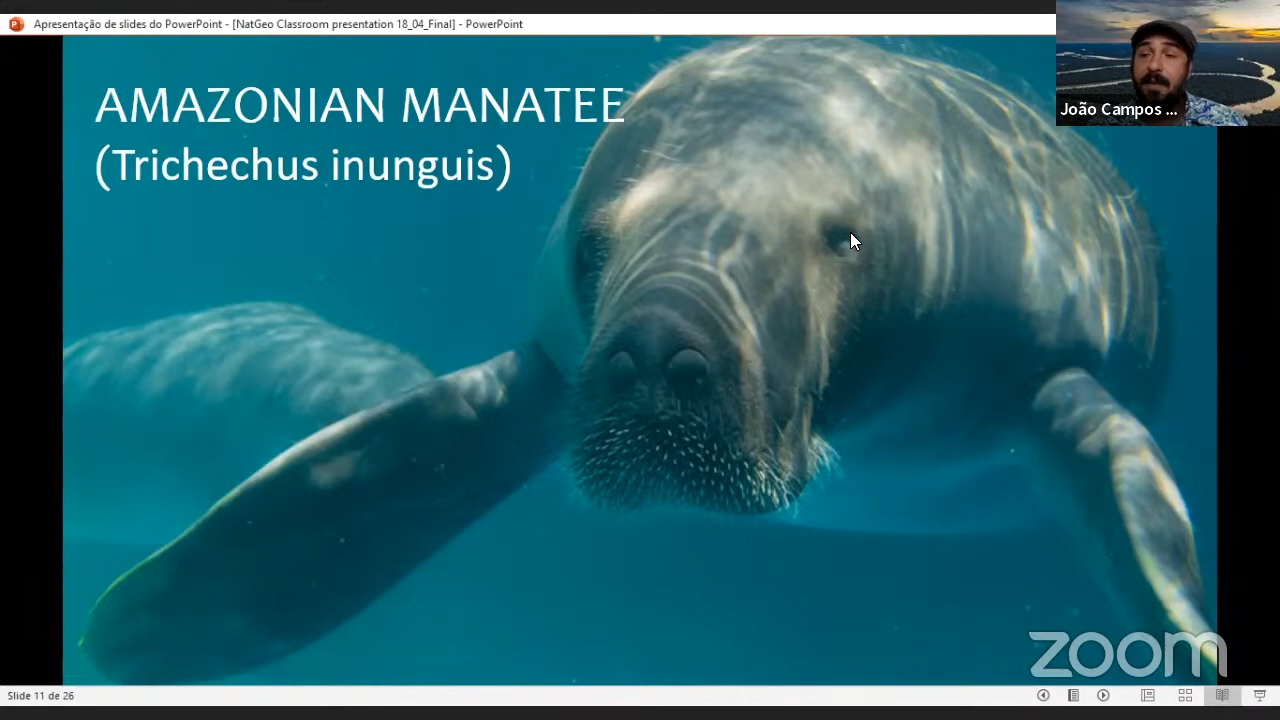 Apresentação de slides do PowerPoint - [NatGeo Classroom presentation 18_04_Final] - PowerPoint
João Campos ...
AMAZONIAN MANATEE
(Trichechus inunguis)
zoom
Slide 11 de 26